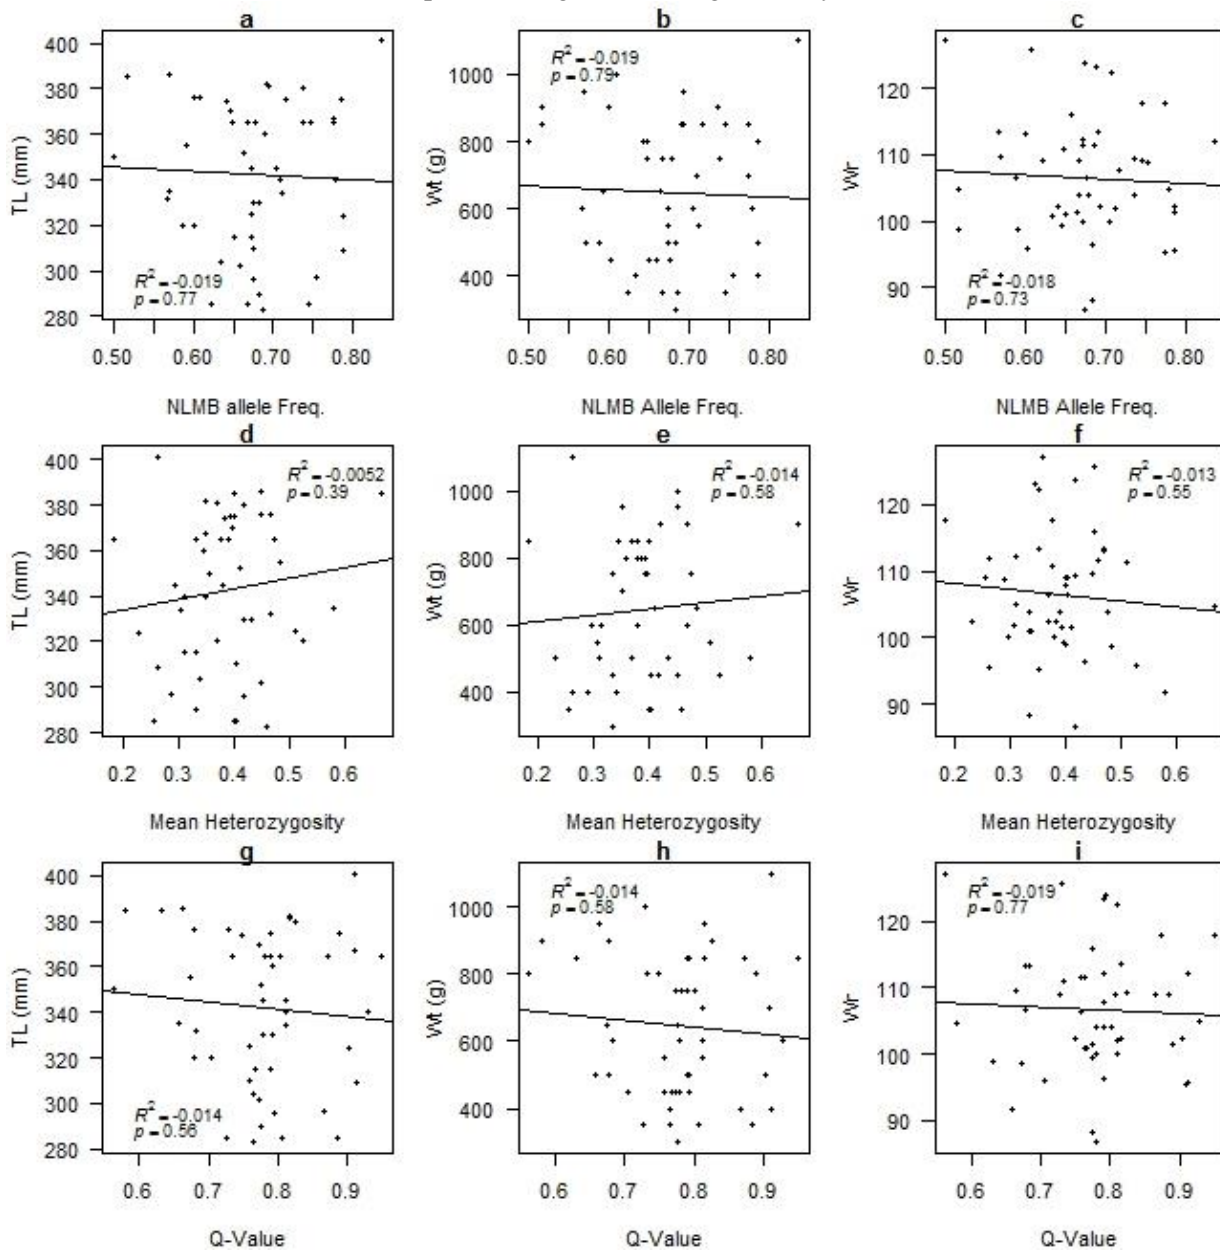 a
b
c
400
380
360
340
320
300
280
TL (mm)
R² = -0.019
p = 0.77
0.50 0.60 0.70 0.80
NLMB allele Freq.
1000
800
600
400
Wt (g)
R² = -0.019
p = 0.79
0.50 0.60 0.70 0.80
NLMB Allele Freq.
120
110
100
90
Wr
R² = -0.018
p = 0.73
0.50 0.60 0.70 0.80
NLMB Allele Freq.
d
e
f
400
380
360
340
320
300
280
TL (mm)
R² = -0.0052
p = 0.39
0.2 0.3 0.4 0.5 0.6
Mean Heterozygosity
1000
800
600
400
Wt (g)
R² = -0.014
p = 0.58
0.2 0.3 0.4 0.5 0.6
Mean Heterozygosity
120
110
100
90
Wr
R² = -0.013
p = 0.55
0.2 0.3 0.4 0.5 0.6
Mean Heterozygosity
g
h
i
400
380
360
340
320
300
280
TL (mm)
R² = -0.014
p = 0.56
0.6 0.7 0.8 0.9
Q-Value
1000
800
600
400
Wt (g)
R² = -0.014
p = 0.58
0.6 0.7 0.8 0.9
Q-Value
120
110
100
90
Wr
R² = -0.019
p = 0.77
0.6 0.7 0.8 0.9
Q-Value